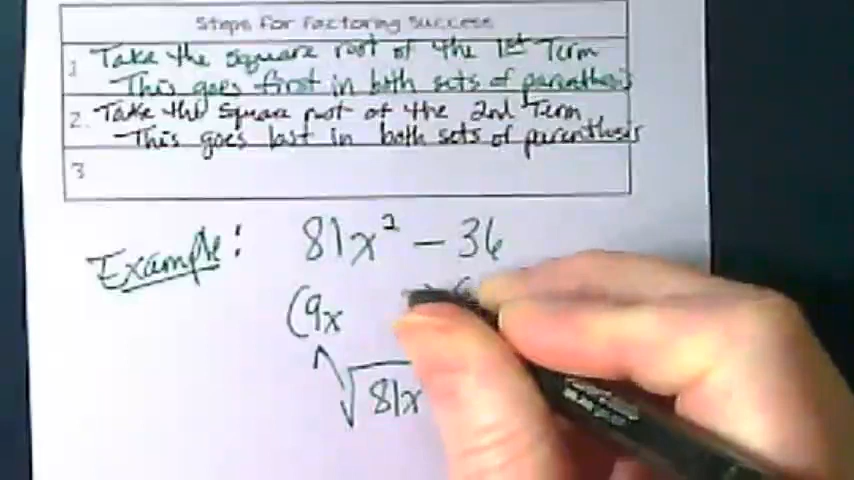 Steps for Factoring Success
1. Take the square root of the 1st Term
This goes first in both sets of parenthesis
2. Take the square root of the 2nd Term
This goes last in both sets of parenthesis
3
Example: 81x² - 36
(9x
√81x